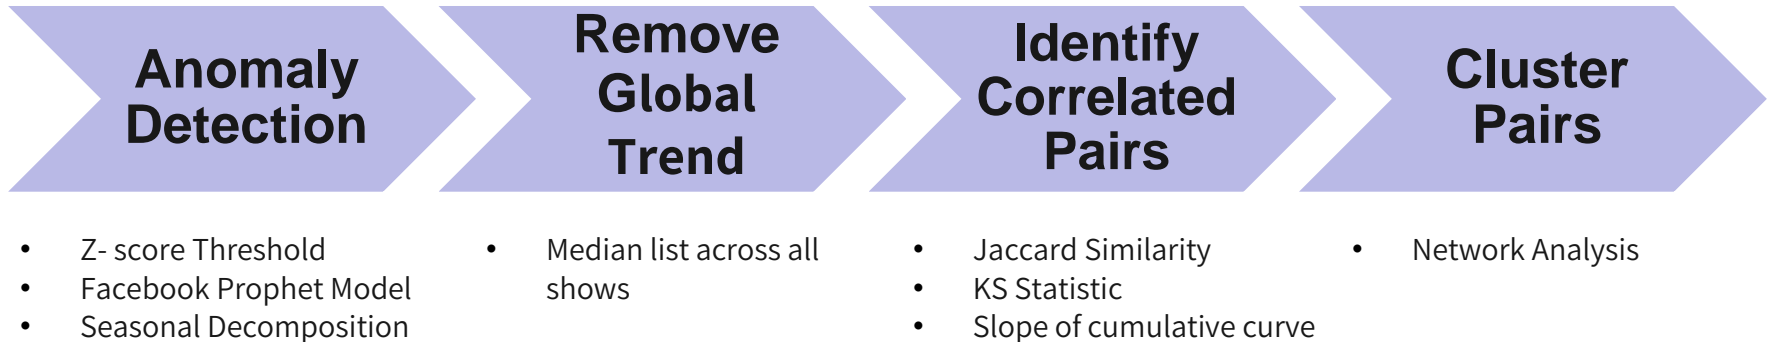 Anomaly
Detection
Remove
Global
Trend
Identify
Correlated
Pairs
Cluster
Pairs
• Z- score Threshold
• Facebook Prophet Model
• Seasonal Decomposition
• Median list across all
shows
• Jaccard Similarity
• KS Statistic
• Slope of cumulative curve
• Network Analysis